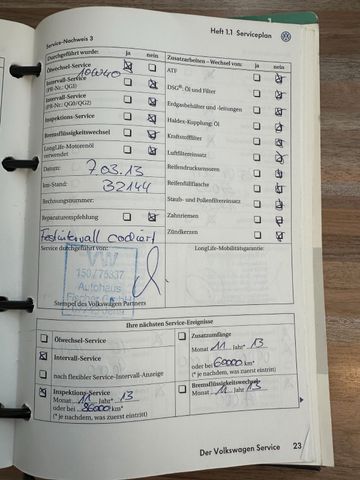 Heft 1.1 Serviceplan
Service-Nachweis 3
Durchgeführt wurde: ja nein
Ölwechsel-Service
10W40
Intervall-Service
(PR-Nr.: QG1)
Intervall-Service
(PR-Nr.: QG0/QG2)
Inspektions-Service
Bremsflüssigkeitswechsel
LongLife-Motorenöl
verwendet
Datum: 7.03.13
km-Stand: 32144
Rechnungsnummer:
Reparaturempfehlung
Festintervall codiert
Service durchgeführt von:
150/75337
Autohaus
Fischer GmbH
Stempel des Volkswagen Partners
Zusatzarbeiten – Wechsel von: ja nein
ATF
DSG®: Öl und Filter
Erdgasbehälter und -leitungen
Haldex-Kupplung: Öl
Kraftstofffilter
Luftfiltereinsatz
Reifendrucksensoren
Reifenfüllflasche
Staub- und Pollenfiltereinsatz
Zahnriemen
Zündkerzen
LongLife-Mobilitätsgarantie:
Ihre nächsten Service-Ereignisse
Ölwechsel-Service
Intervall-Service
nach flexibler Service-Intervall-Anzeige
Inspektions-Service
Monat 11 Jahr* 13
oder bei 86000 km*
(* je nachdem, was zuerst eintritt)
Zusatzumfänge
Monat 11 Jahr* 13
oder bei 60000 km*
(* je nachdem, was zuerst eintritt)
Bremsflüssigkeitswechsel
Monat 11 Jahr 13
Der Volkswagen Service 23